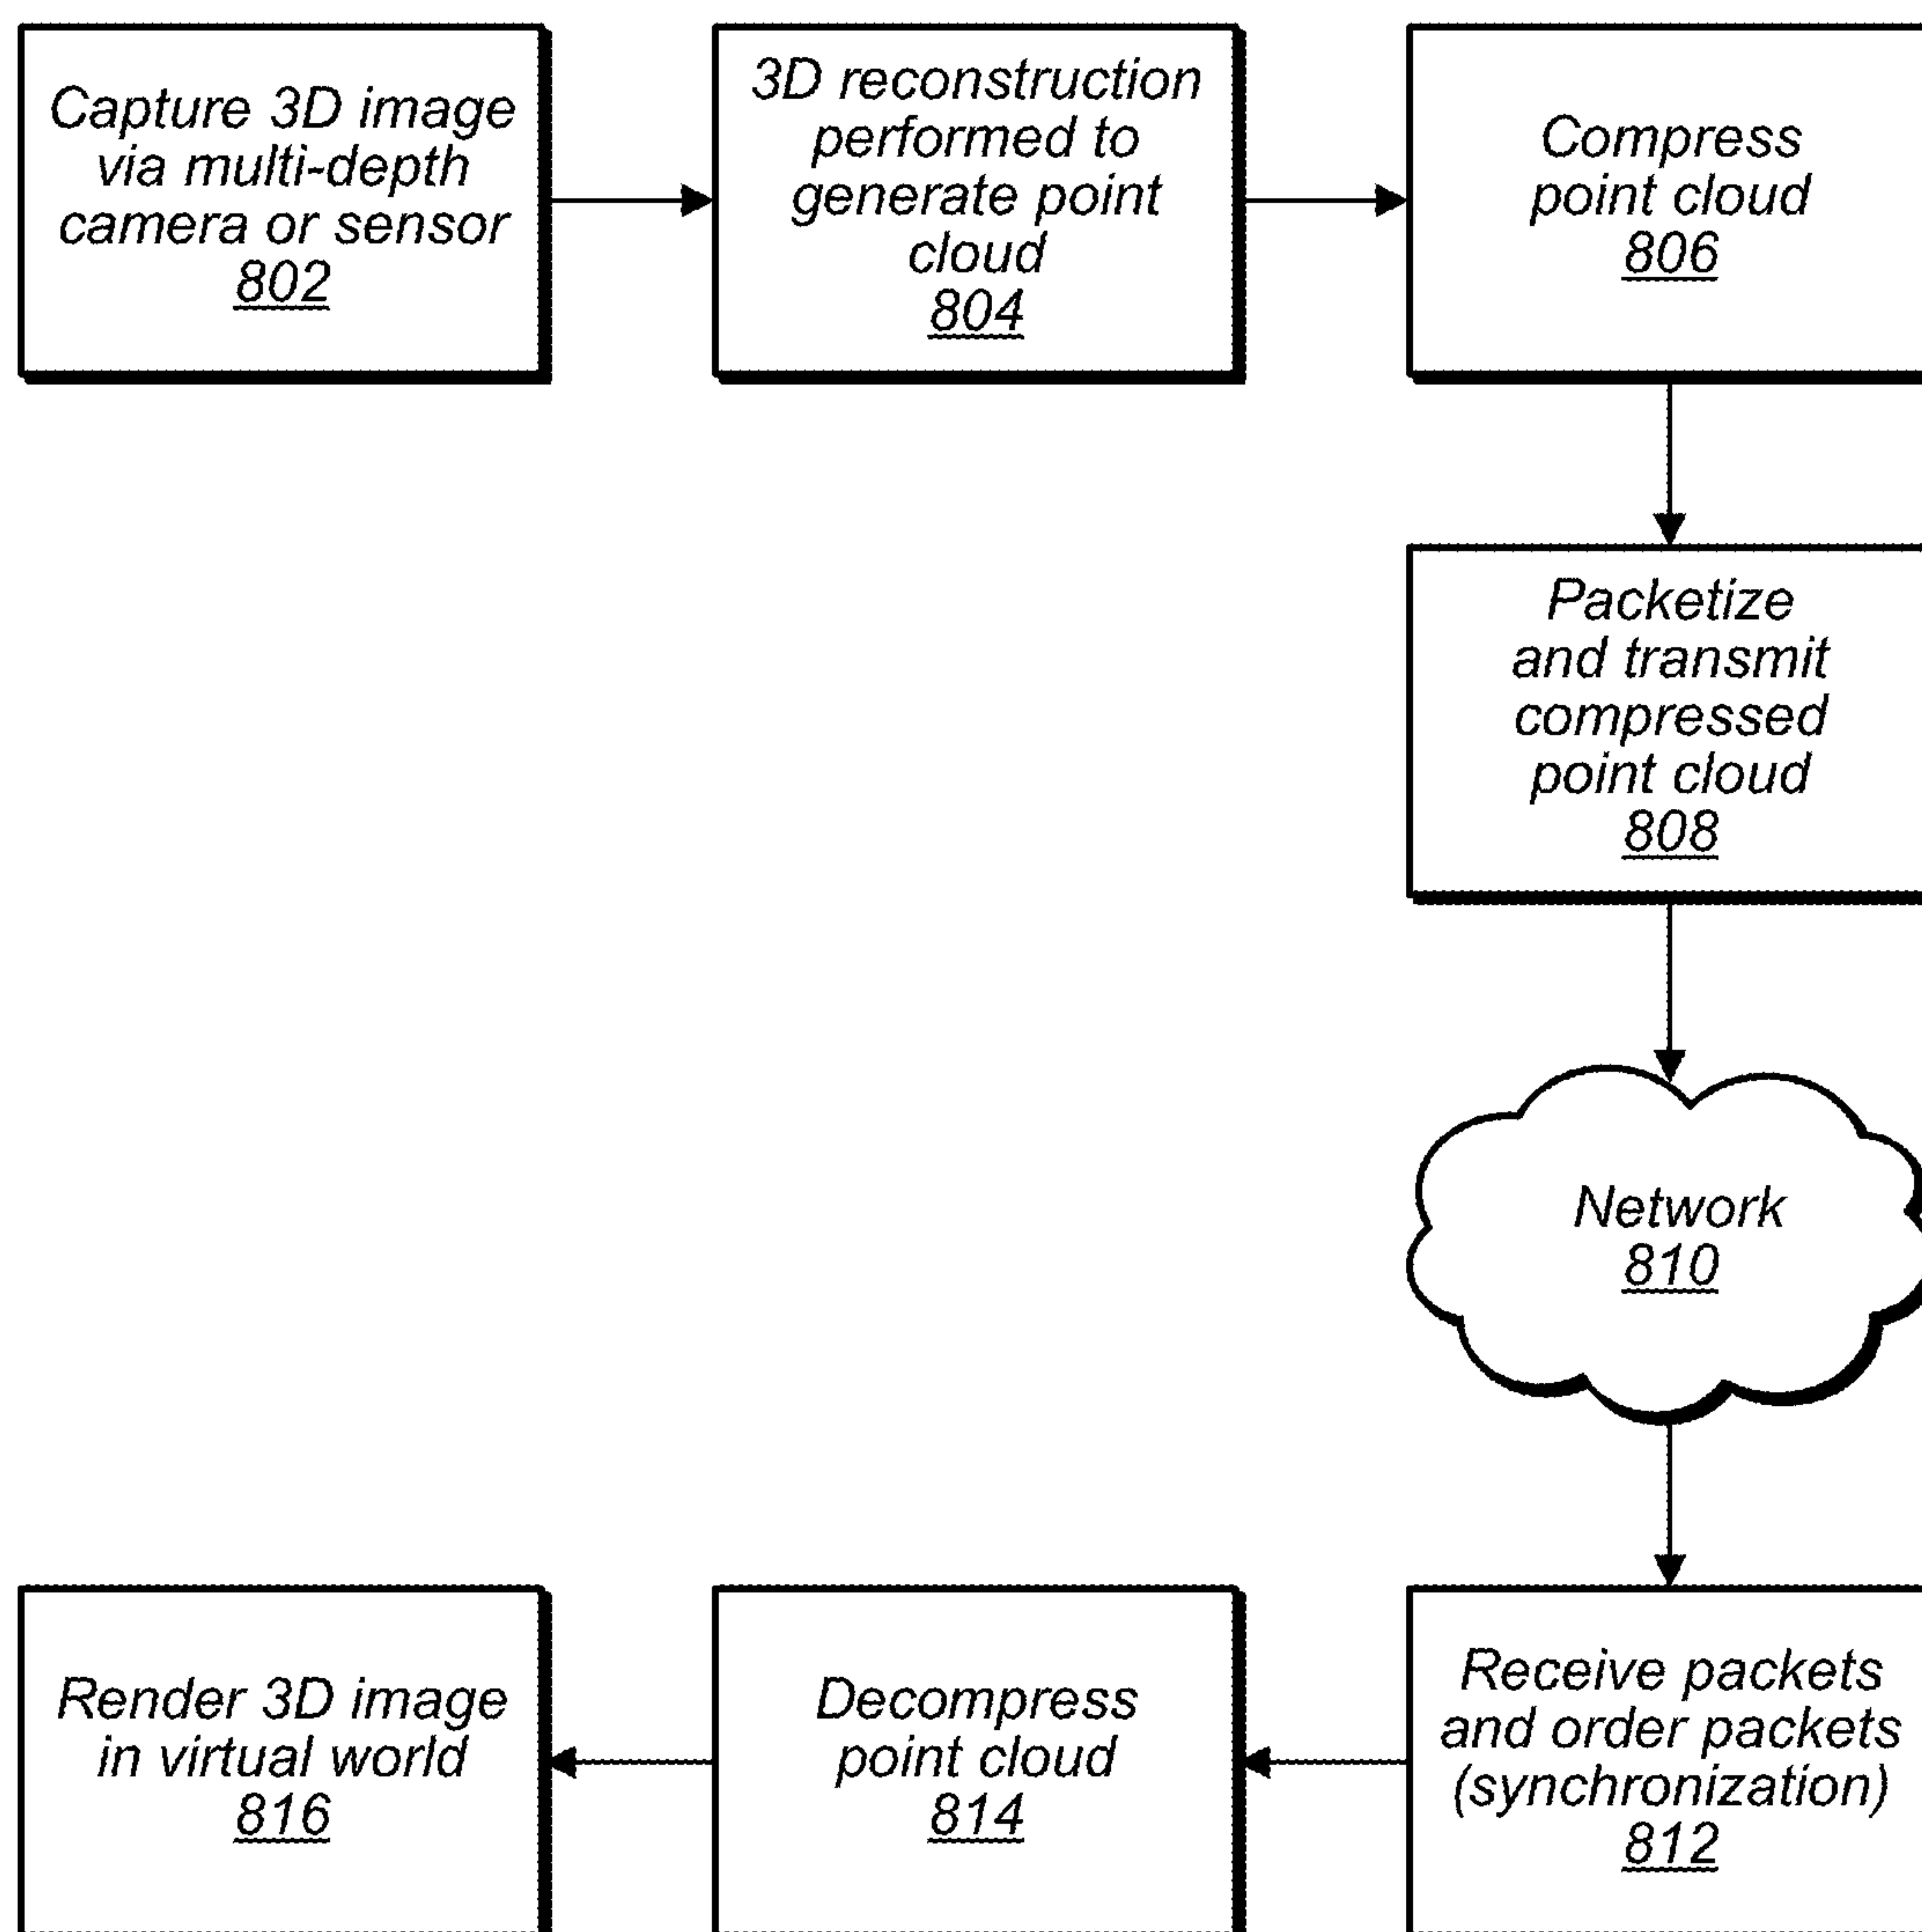 Capture 3D image
via multi-depth
camera or sensor
802
3D reconstruction
performed to
generate point
cloud
804
Compress
point cloud
806
Packetize
and transmit
compressed
point cloud
808
Network
810
Receive packets
and order packets
(synchronization)
812
Decompress
point cloud
814
Render 3D image
in virtual world
816